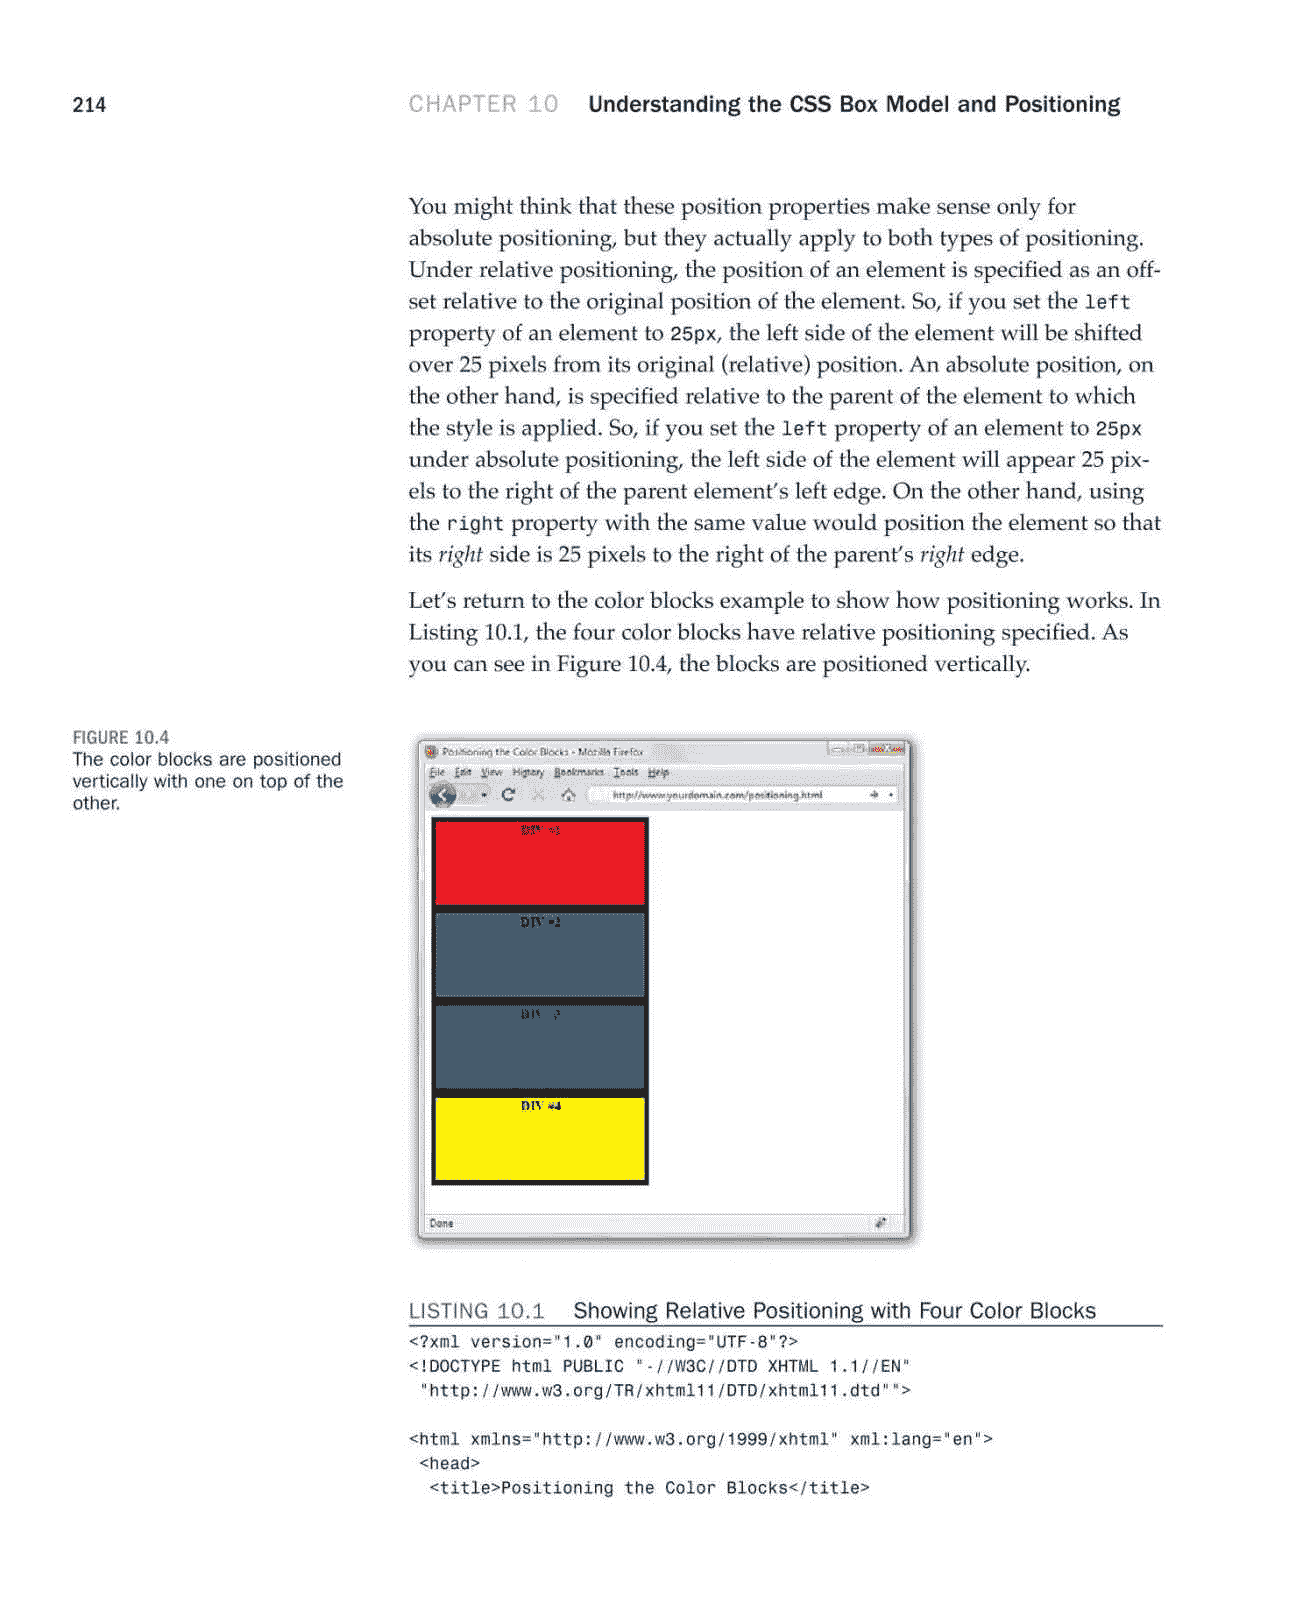 214
CHAPTER 10 Understanding the CSS Box Model and Positioning
You might think that these position properties make sense only for
absolute positioning, but they actually apply to both types of positioning.
Under relative positioning, the position of an element is specified as an off-
set relative to the original position of the element. So, if you set the left
property of an element to 25px, the left side of the element will be shifted
over 25 pixels from its original (relative) position. An absolute position, on
the other hand, is specified relative to the parent of the element to which
the style is applied. So, if you set the left property of an element to 25px
under absolute positioning, the left side of the element will appear 25 pix-
els to the right of the parent element's left edge. On the other hand, using
the right property with the same value would position the element so that
its right side is 25 pixels to the right of the parent's right edge.
Let's return to the color blocks example to show how positioning works. In
Listing 10.1, the four color blocks have relative positioning specified. As
you can see in Figure 10.4, the blocks are positioned vertically.
FIGURE 10.4
The color blocks are positioned
vertically with one on top of the
other.
Positioning the Color Blocks - Mozilla Firefox
File Edit View History Bookmarks Tools Help
http://www.yourdomain.com/positioning.html
DIV
DIV #2
DIV
DIV #4
Done
LISTING 10.1 Showing Relative Positioning with Four Color Blocks
<?xml version="1.0" encoding="UTF-8"?>
<!DOCTYPE html PUBLIC "-//W3C//DTD XHTML 1.1//EN"
"http://www.w3.org/TR/xhtml11/DTD/xhtml11.dtd"">
<html xmlns="http://www.w3.org/1999/xhtml" xml:lang="en">
<head>
<title>Positioning the Color Blocks</title>